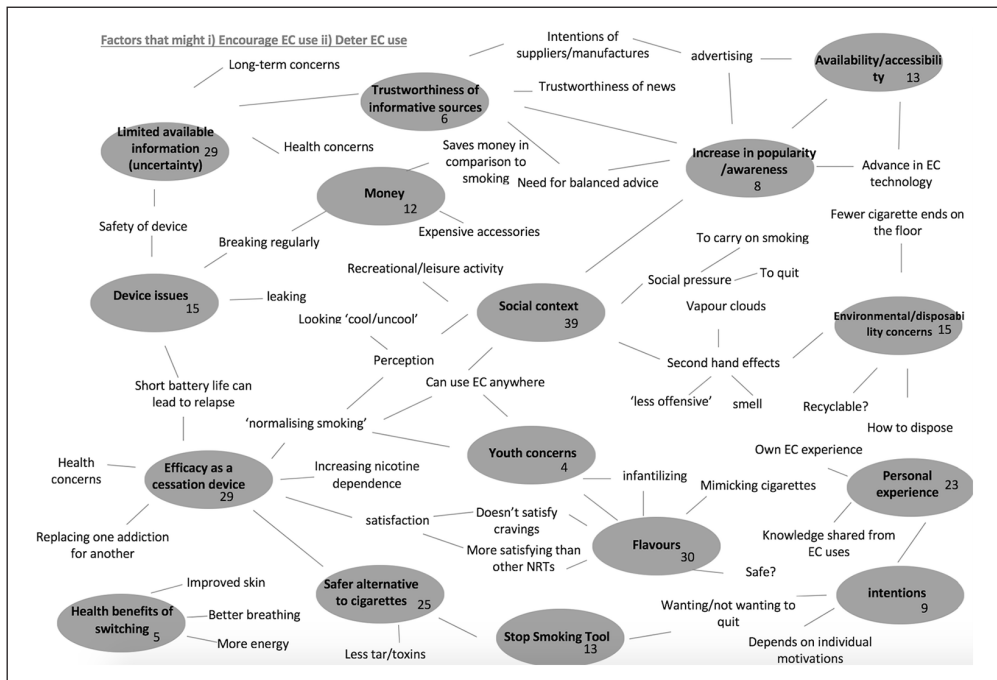 Factors that might i) Encourage EC use ii) Deter EC use
Intentions of
suppliers/manufactures
advertising
Availability/accessibili
ty
13
Long-term concerns
Trustworthiness of
informative sources
6
Trustworthiness of news
Limited available
information
(uncertainty)
29
Health concerns
Saves money in
comparison to
smoking
Need for balanced advice
Increase in popularity
/awareness
8
Advance in EC
technology
Money
12
Expensive accessories
Safety of device
Breaking regularly
Fewer cigarette ends on
the floor
To carry on smoking
Social pressure
To quit
Recreational/leisure activity
Device issues
15
leaking
Looking 'cool/uncool'
Social context
39
Vapour clouds
Environmental/disposabi
lity concerns
15
Perception
Second hand effects
Can use EC anywhere
Short battery life can
lead to relapse
'less offensive'
smell
Recyclable?
How to dispose
'normalising smoking'
Youth concerns
4
Own EC experience
Health
concerns
Efficacy as a
cessation device
29
Increasing nicotine
dependence
infantilizing
Mimicking cigarettes
Personal
experience
23
satisfaction
Doesn't satisfy
cravings
Replacing one addiction
for another
More satisfying than
other NRTs
Flavours
30
Knowledge shared from
EC uses
Safe?
Improved skin
Safer alternative
to cigarettes
25
Health benefits of
switching
5
Better breathing
More energy
Less tar/toxins
Stop Smoking Tool
13
Wanting/not wanting to
quit
intentions
9
Depends on individual
motivations